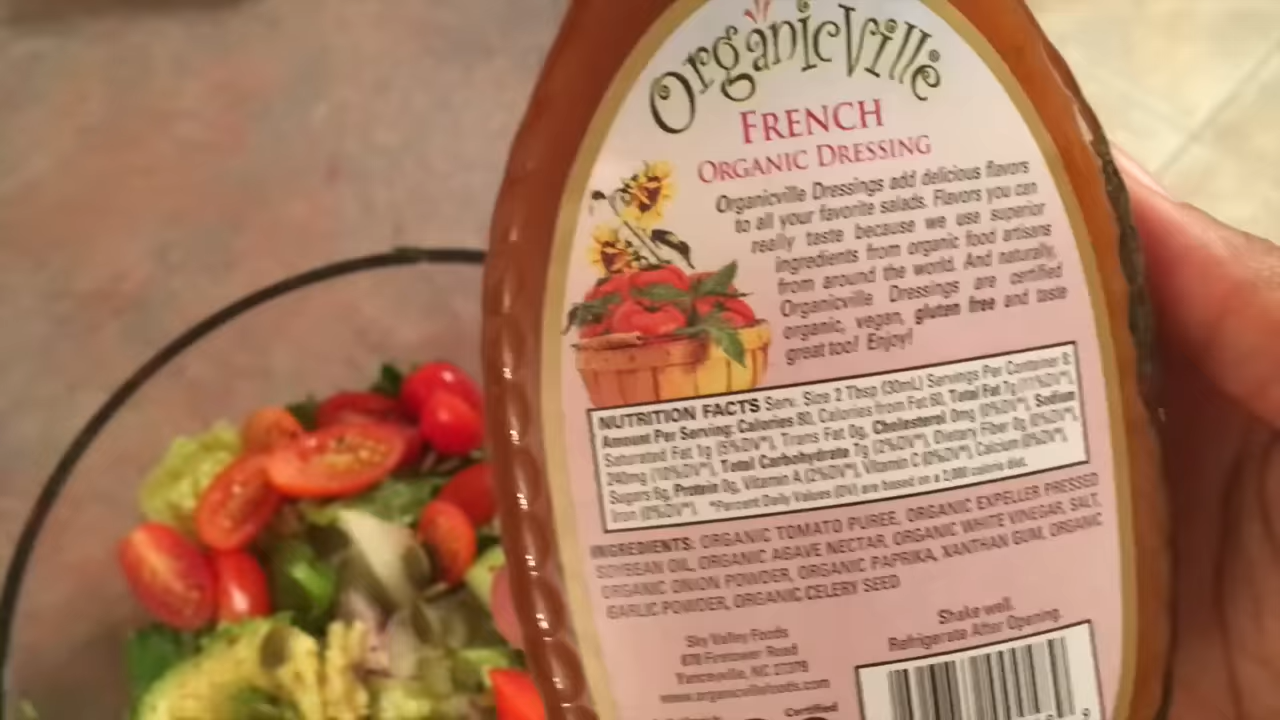 OrganicVille
FRENCH
ORGANIC DRESSING
Organicville Dressings add delicious flavors
to all your favorite salads. Flavors you can
really taste because we use superior
ingredients from organic food artisans
from around the world. And naturally,
Organicville Dressings are certified
organic, vegan, gluten free and taste
great too! Enjoy!
NUTRITION FACTS Serv. Size 2 Tbsp (30mL) Servings Per Container 8;
Amount Per Serving: Calories 80, Calories from Fat 60, Total Fat 7g (11%DV*),
Saturated Fat 1g (5%DV*), Trans Fat 0g, Cholesterol 0mg (0%DV*), Sodium
240mg (10%DV*), Total Carbohydrate 7g (2%DV*), Dietary Fiber 0g (0%DV*),
Sugars 6g, Protein 0g, Vitamin A (2%DV*), Vitamin C (0%DV*), Calcium (0%DV*),
Iron (0%DV*). *Percent Daily Values (DV) are based on a 2,000 calorie diet.
INGREDIENTS: ORGANIC TOMATO PUREE, ORGANIC EXPELLER PRESSED
SOYBEAN OIL, ORGANIC AGAVE NECTAR, ORGANIC WHITE VINEGAR, SALT,
ORGANIC ONION POWDER, ORGANIC PAPRIKA, XANTHAN GUM, ORGANIC
GARLIC POWDER, ORGANIC CELERY SEED
Shake well.
Refrigerate After Opening.
Sky Valley Foods
Road
Yanceyville, NC 27379
www.organicvillefoods.com
Certified
9